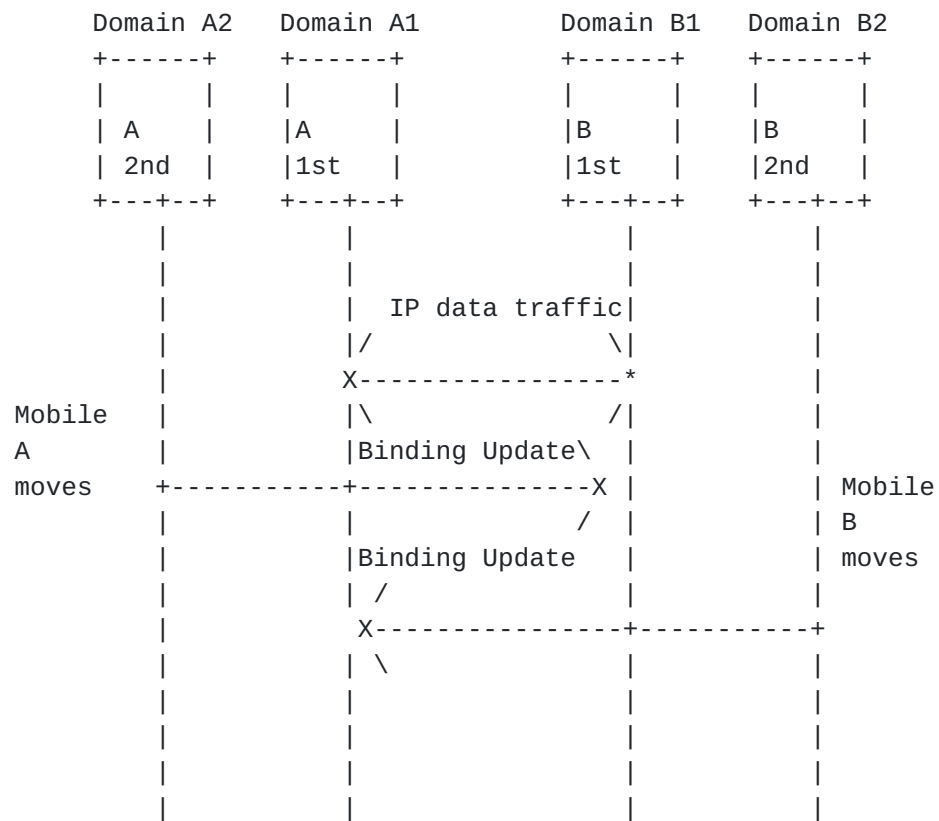 Domain A2   Domain A1         Domain B1   Domain B2
A    A    B    B
2nd    1st    1st    2nd
IP data traffic
X    *
Mobile
A    Binding Update
moves    X    Mobile
B
Binding Update    moves
X